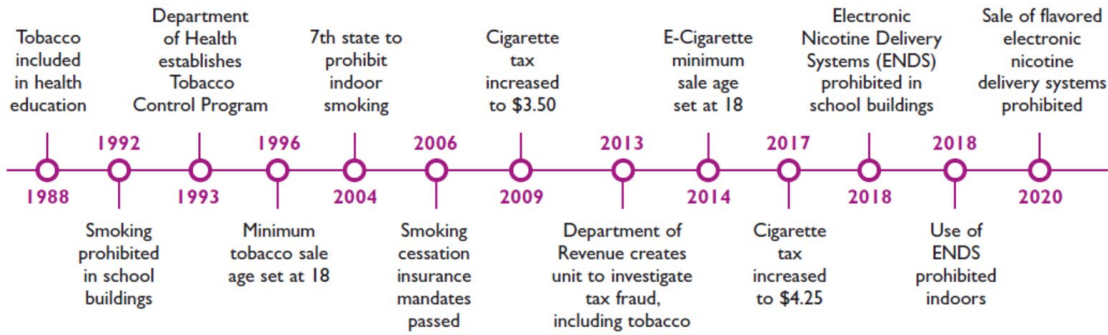 Tobacco
included
in health
education
1988
1992
Smoking
prohibited
in school
buildings
Department
of Health
establishes
Tobacco
Control Program
1993
1996
Minimum
tobacco sale
age set at 18
7th state to
prohibit
indoor
smoking
2004
2006
Smoking
cessation
insurance
mandates
passed
Cigarette
tax
increased
to $3.50
2009
2013
Department of
Revenue creates
unit to investigate
tax fraud,
including tobacco
E-Cigarette
minimum
sale age
set at 18
2014
2017
Cigarette
tax
increased
to $4.25
Electronic
Nicotine Delivery
Systems (ENDS)
prohibited in
school buildings
2018
2018
Use of
ENDS
prohibited
indoors
Sale of flavored
electronic
nicotine
delivery systems
prohibited
2020